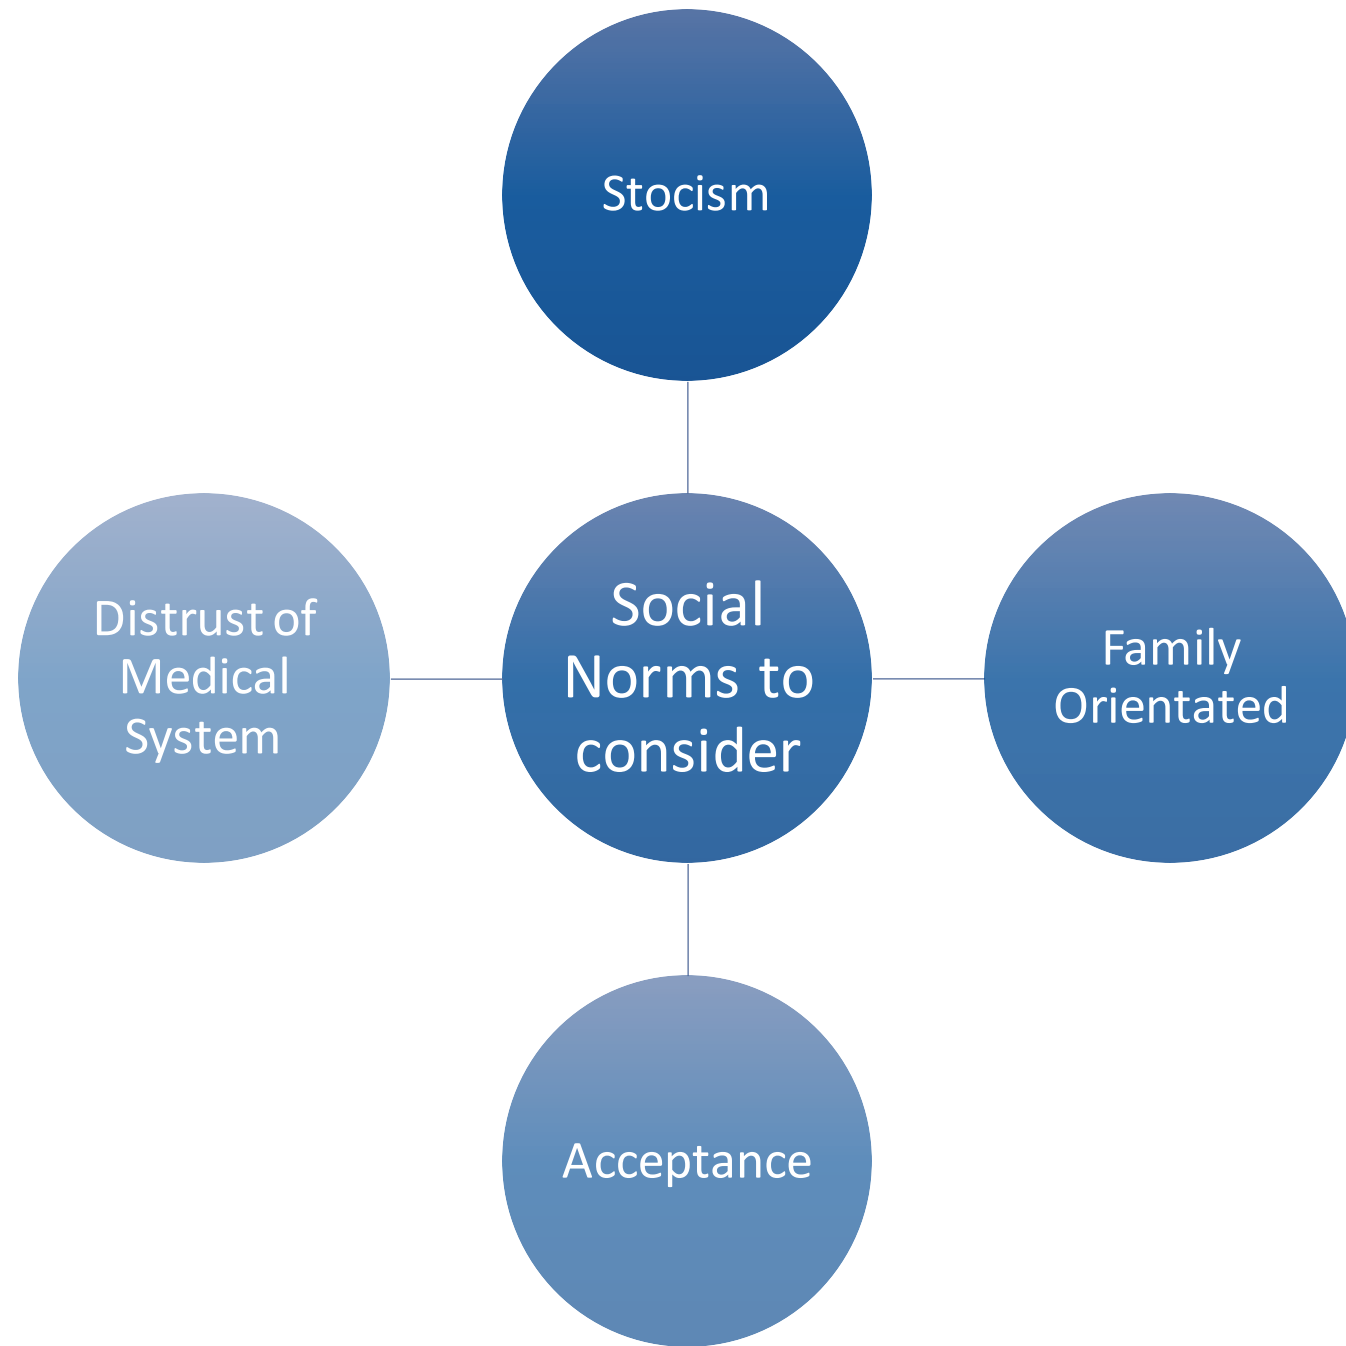 Stocism
Distrust of
Medical
System
Social
Norms to
consider
Family
Orientated
Acceptance